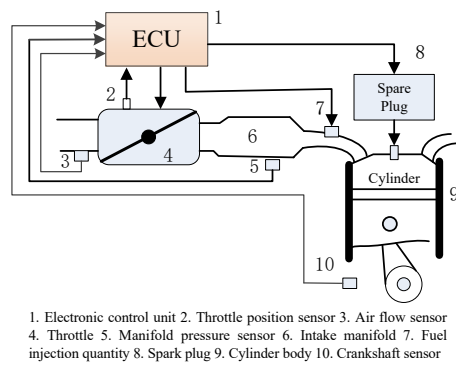 1
ECU
8
2
7
Spare
Plug
6
3
4
5
Cylinder
9
10
1. Electronic control unit 2. Throttle position sensor 3. Air flow sensor
4. Throttle 5. Manifold pressure sensor 6. Intake manifold 7. Fuel
injection quantity 8. Spark plug 9. Cylinder body 10. Crankshaft sensor